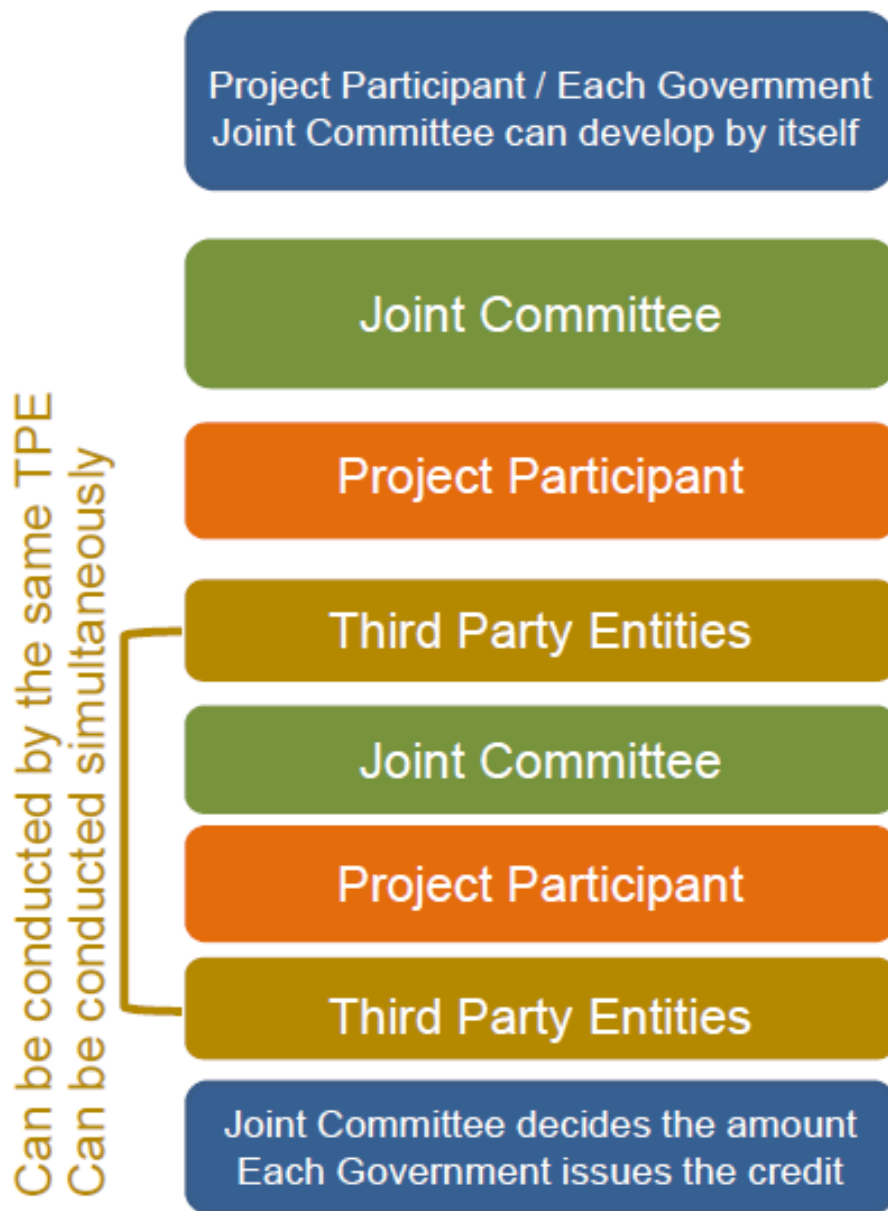 Project Participant / Each Government
Joint Committee can develop by itself
Joint Committee
Project Participant
Third Party Entities
Joint Committee
Project Participant
Third Party Entities
Joint Committee decides the amount
Each Government issues the credit
Can be conducted by the same TPE
Can be conducted simultaneously